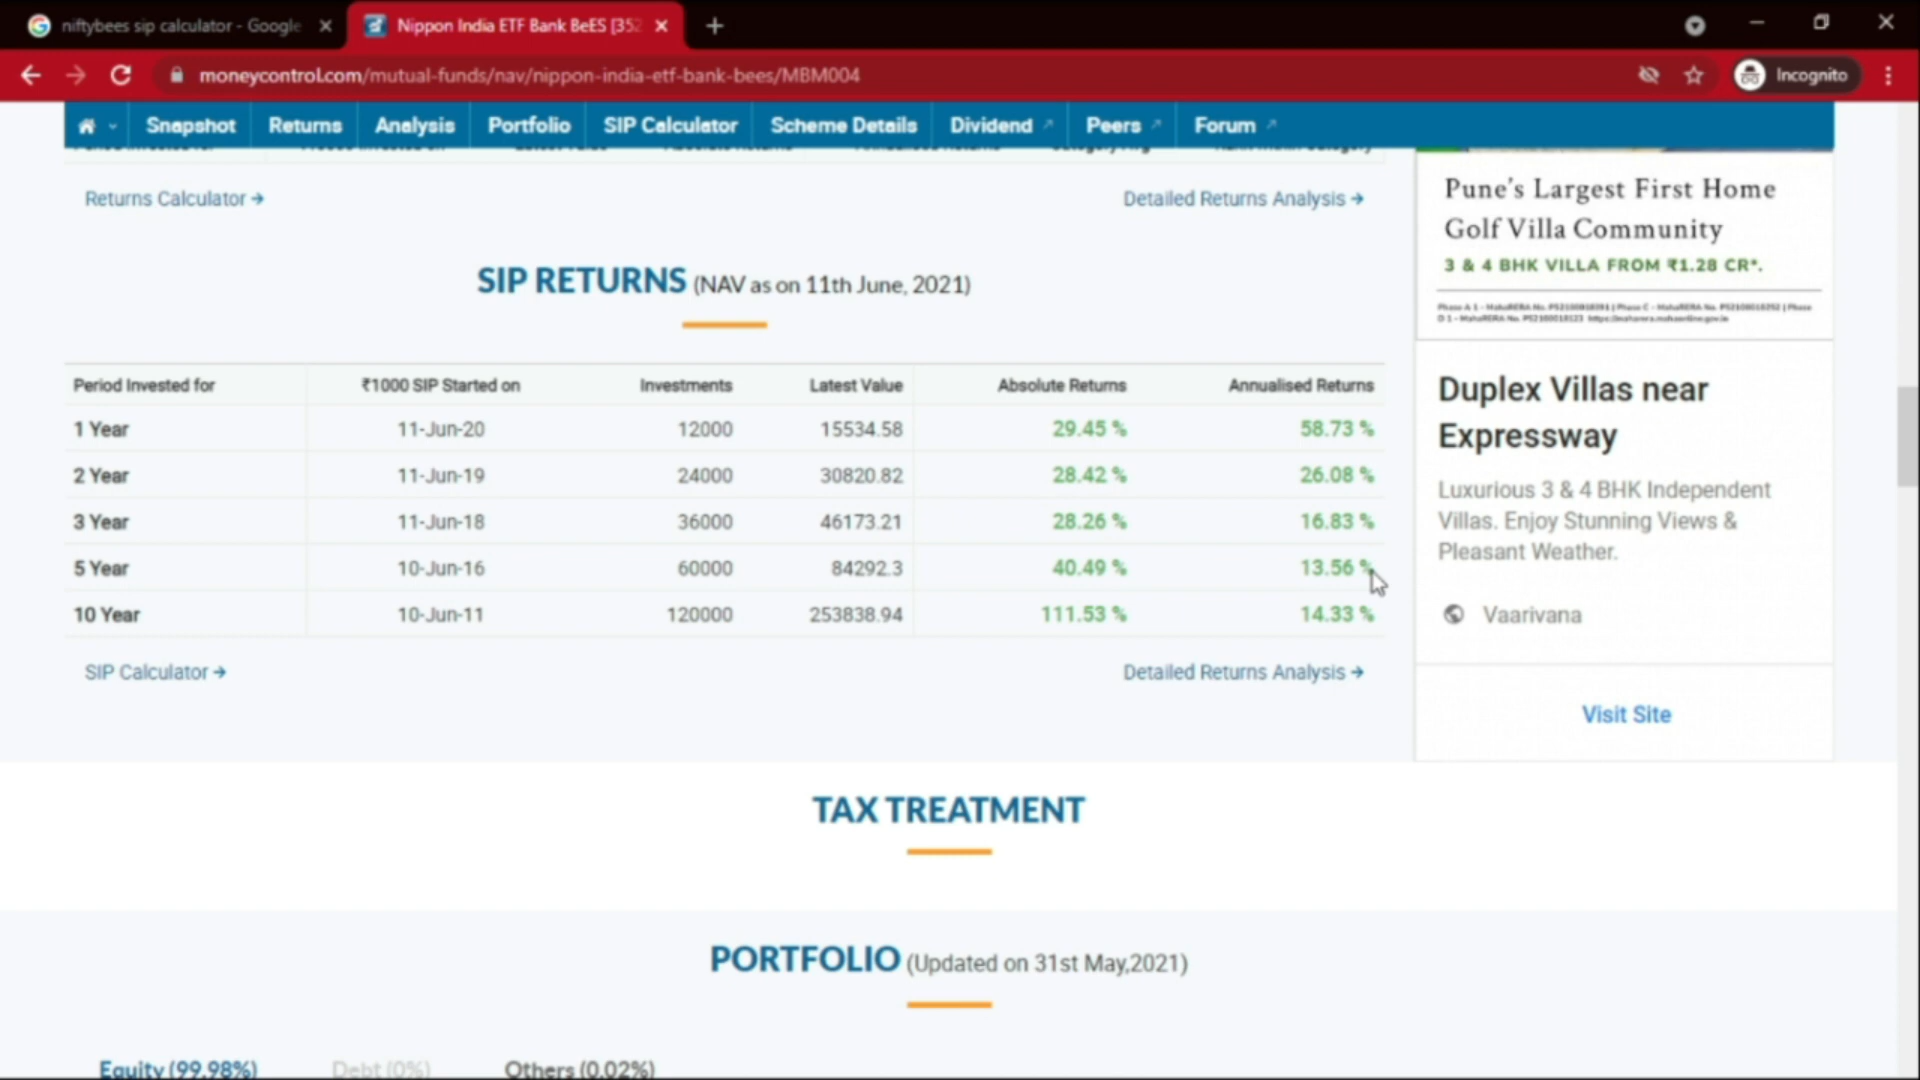 niftybees sip calculator - Google
Nippon India ETF Bank BeES [352
moneycontrol.com/mutual-funds/nav/nippon-india-etf-bank-bees/MBM004
Incognito
Snapshot
Returns
Analysis
Portfolio
SIP Calculator
Scheme Details
Dividend
Peers
Forum
Returns Calculator →
Detailed Returns Analysis →
SIP RETURNS (NAV as on 11th June, 2021)
Period Invested for ₹1000 SIP Started on Investments Latest Value Absolute Returns Annualised Returns
1 Year 11-Jun-20 12000 15534.58 29.45 % 58.73 %
2 Year 11-Jun-19 24000 30820.82 28.42 % 26.08 %
3 Year 11-Jun-18 36000 46173.21 28.26 % 16.83 %
5 Year 10-Jun-16 60000 84292.3 40.49 % 13.56 %
10 Year 10-Jun-11 120000 253838.94 111.53 % 14.33 %
SIP Calculator →
Detailed Returns Analysis →
Pune's Largest First Home
Golf Villa Community
3 & 4 BHK VILLA FROM ₹1.28 CR*.
Duplex Villas near
Expressway
Luxurious 3 & 4 BHK Independent
Villas. Enjoy Stunning Views &
Pleasant Weather.
Vaarivana
Visit Site
TAX TREATMENT
PORTFOLIO (Updated on 31st May,2021)
Equity (99.98%)
Debt (0%)
Others (0.02%)